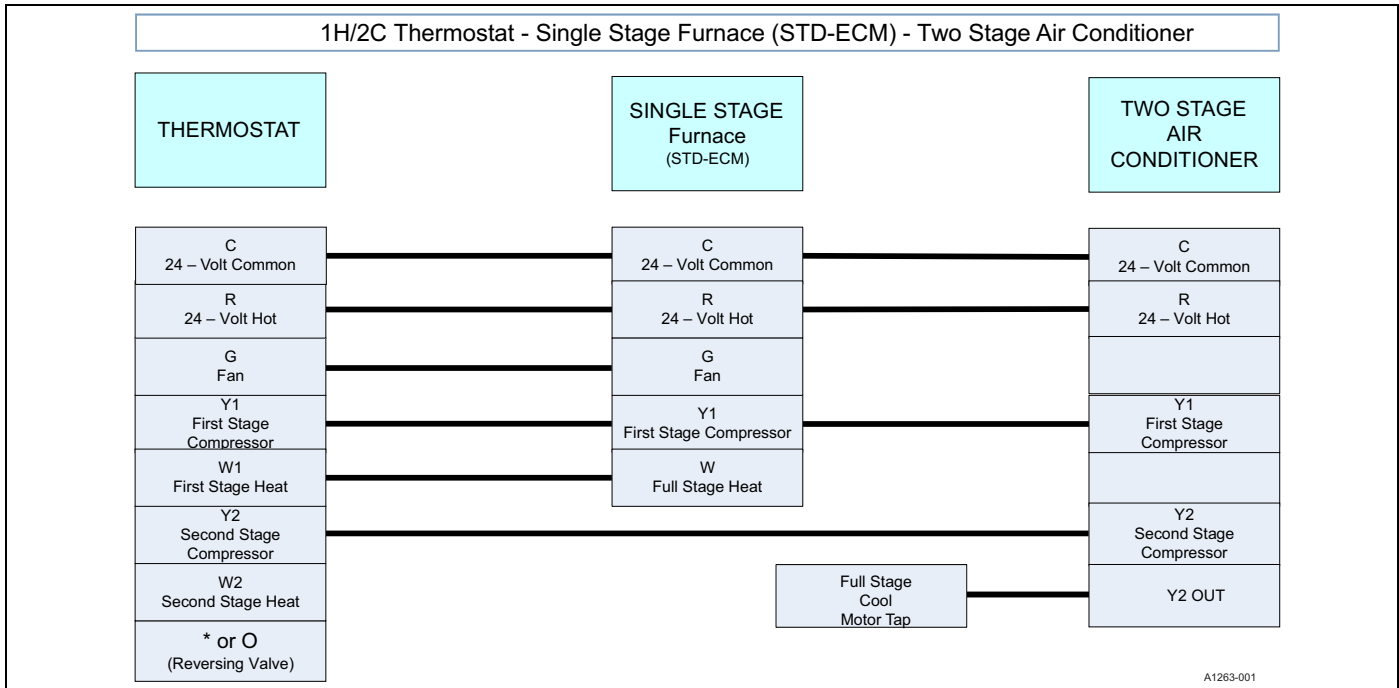 1H/2C Thermostat - Single Stage Furnace (STD-ECM) - Two Stage Air Conditioner
THERMOSTAT
SINGLE STAGE
Furnace
(STD-ECM)
TWO STAGE
AIR
CONDITIONER
C
24 – Volt Common
C
24 – Volt Common
C
24 – Volt Common
R
24 – Volt Hot
R
24 – Volt Hot
R
24 – Volt Hot
G
Fan
G
Fan
Y1
First Stage
Compressor
Y1
First Stage Compressor
Y1
First Stage
Compressor
W1
First Stage Heat
W
Full Stage Heat
Y2
Second Stage
Compressor
Y2
Second Stage
Compressor
W2
Second Stage Heat
Full Stage
Cool
Motor Tap
Y2 OUT
* or O
(Reversing Valve)
A1263-001